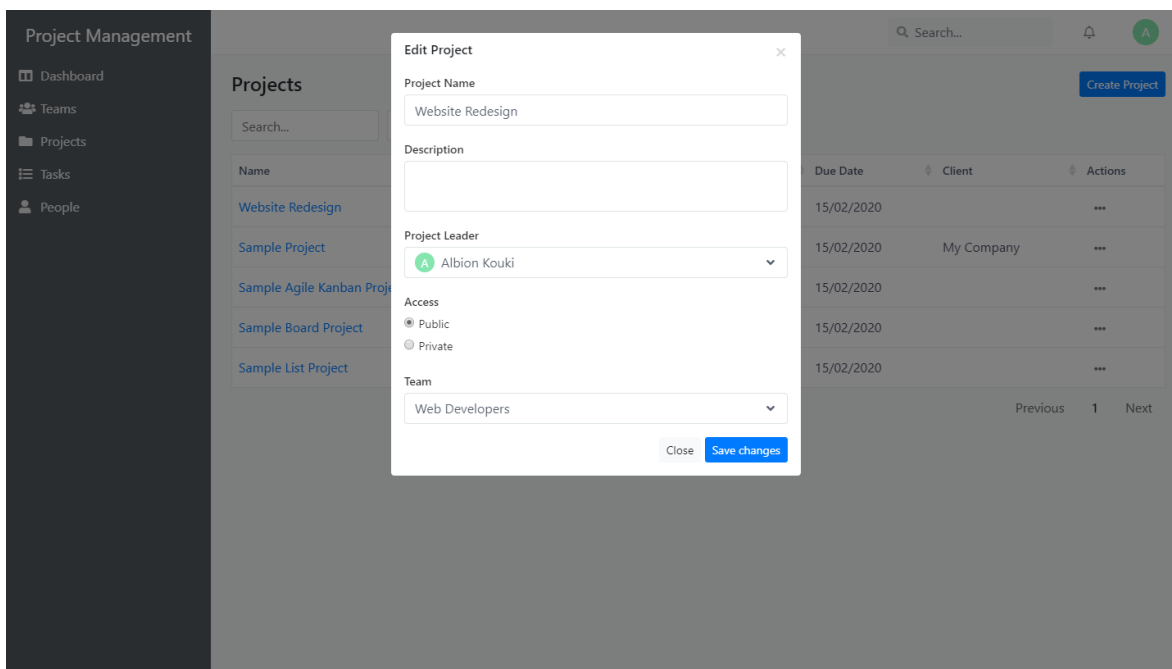 Project Management
Dashboard
Teams
Projects
Tasks
People
Search...
A
Projects
Create Project
Search...
Name
Due Date
Client
Actions
Website Redesign
15/02/2020
Sample Project
15/02/2020
My Company
Sample Agile Kanban Proje
15/02/2020
Sample Board Project
15/02/2020
Sample List Project
15/02/2020
Previous
1
Next
Edit Project
Project Name
Website Redesign
Description
Project Leader
A Albion Kouki
Access
Public
Private
Team
Web Developers
Close
Save changes